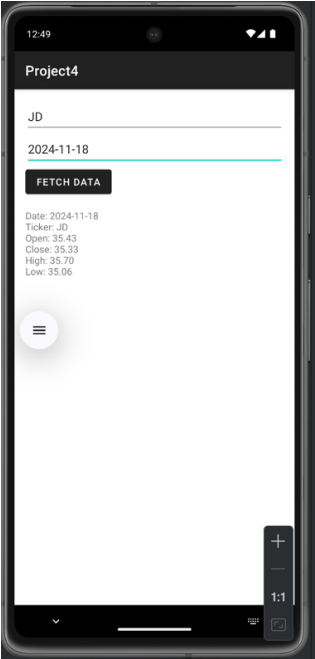 12:49
Project4
JD
2024-11-18
FETCH DATA
Date: 2024-11-18
Ticker: JD
Open: 35.43
Close: 35.33
High: 35.70
Low: 35.06
1:1